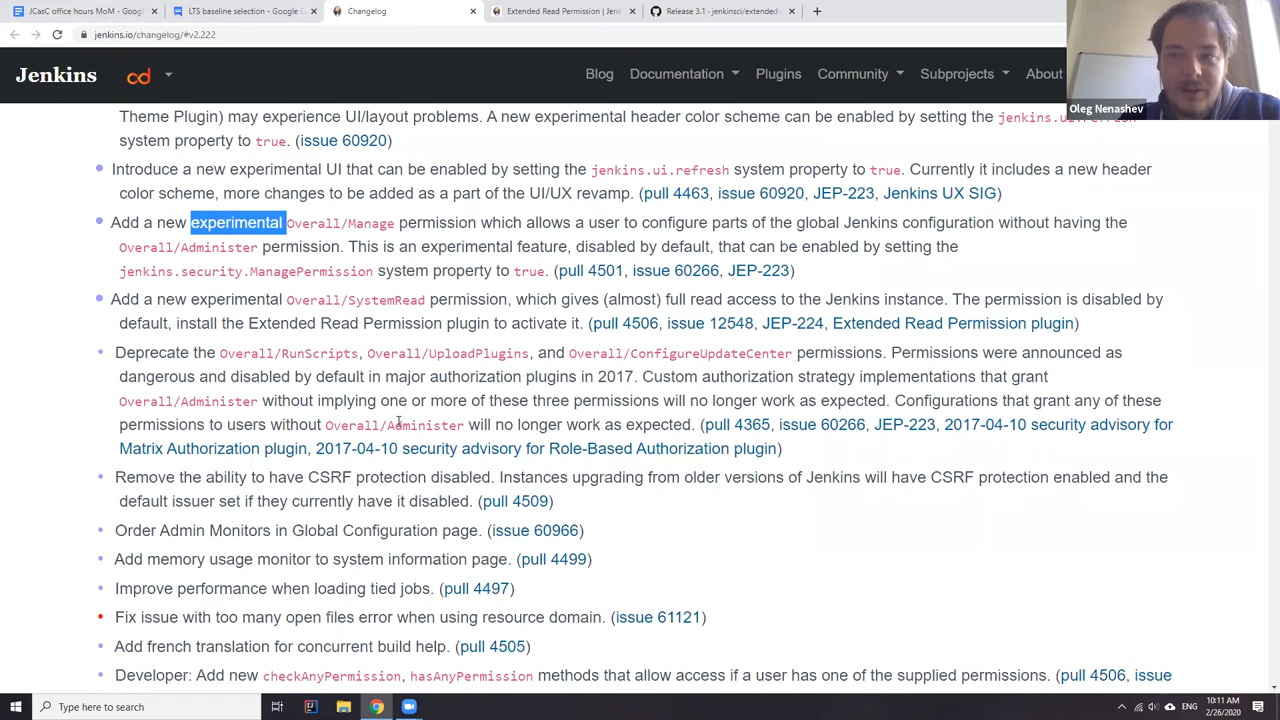 JCasC office hours MoM - Goog
LTS baseline selection - Google G
Changelog
Extended Read Permission | Jenk
Release 3.1 · jenkinsci/extended-
jenkins.io/changelog/#v2.222
Jenkins
cd
Blog
Documentation
Plugins
Community
Subprojects
About
Oleg Nenashev
Theme Plugin) may experience UI/layout problems. A new experimental header color scheme can be enabled by setting the jenkins.ui.refresh
system property to true. (issue 60920)
Introduce a new experimental UI that can be enabled by setting the jenkins.ui.refresh system property to true. Currently it includes a new header
color scheme, more changes to be added as a part of the UI/UX revamp. (pull 4463, issue 60920, JEP-223, Jenkins UX SIG)
Add a new experimental Overall/Manage permission which allows a user to configure parts of the global Jenkins configuration without having the
Overall/Administer permission. This is an experimental feature, disabled by default, that can be enabled by setting the
jenkins.security.ManagePermission system property to true. (pull 4501, issue 60266, JEP-223)
Add a new experimental Overall/SystemRead permission, which gives (almost) full read access to the Jenkins instance. The permission is disabled by
default, install the Extended Read Permission plugin to activate it. (pull 4506, issue 12548, JEP-224, Extended Read Permission plugin)
Deprecate the Overall/RunScripts, Overall/UploadPlugins, and Overall/ConfigureUpdateCenter permissions. Permissions were announced as
dangerous and disabled by default in major authorization plugins in 2017. Custom authorization strategy implementations that grant
Overall/Administer without implying one or more of these three permissions will no longer work as expected. Configurations that grant any of these
permissions to users without Overall/Administer will no longer work as expected. (pull 4365, issue 60266, JEP-223, 2017-04-10 security advisory for
Matrix Authorization plugin, 2017-04-10 security advisory for Role-Based Authorization plugin)
Remove the ability to have CSRF protection disabled. Instances upgrading from older versions of Jenkins will have CSRF protection enabled and the
default issuer set if they currently have it disabled. (pull 4509)
Order Admin Monitors in Global Configuration page. (issue 60966)
Add memory usage monitor to system information page. (pull 4499)
Improve performance when loading tied jobs. (pull 4497)
Fix issue with too many open files error when using resource domain. (issue 61121)
Add french translation for concurrent build help. (pull 4505)
Developer: Add new checkAnyPermission, hasAnyPermission methods that allow access if a user has one of the supplied permissions. (pull 4506, issue
Type here to search
ENG
10:11 AM
2/26/2020